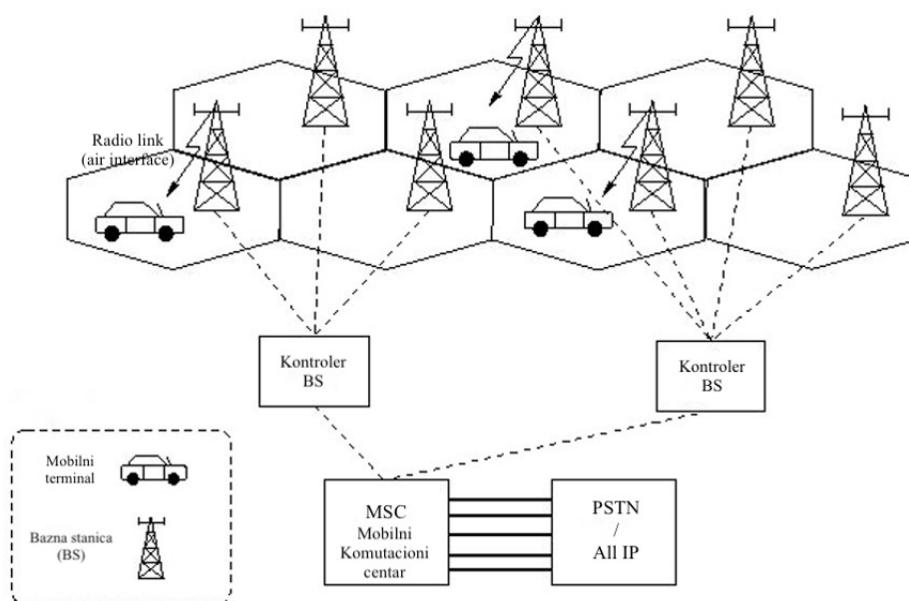 Radio link
(air interface)
Kontroler
BS
Kontroler
BS
Mobilni
terminal
Bazna stanica
(BS)
MSC
Mobilni
Komutacioni
centar
PSTN
/
All IP